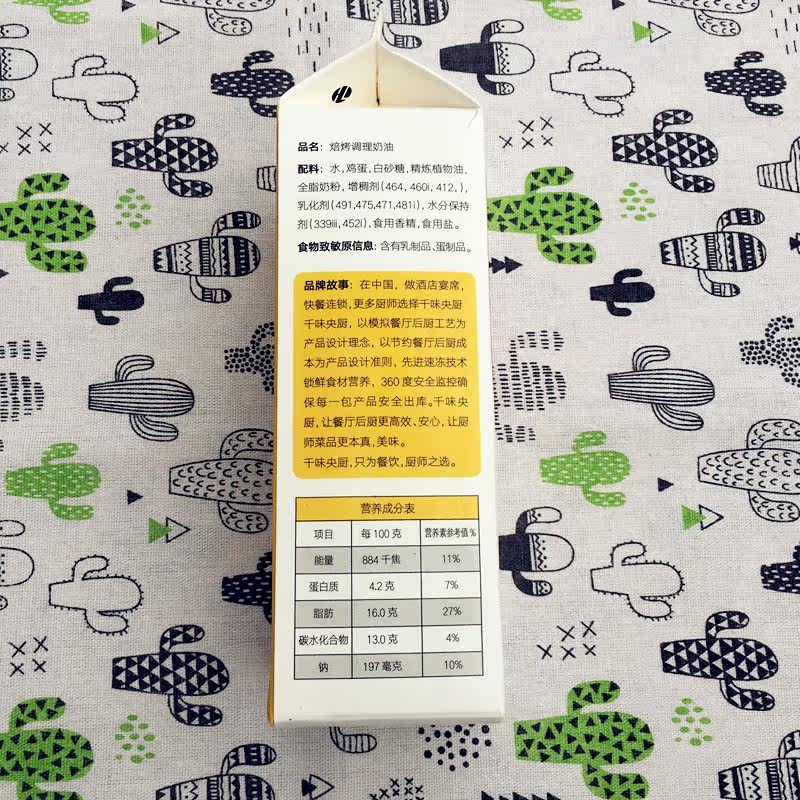 品名：焙烤调理奶油
配料：水,鸡蛋,白砂糖,精炼植物油,
全脂奶粉,增稠剂(464,460i,412,),
乳化剂(491,475,471,481i),水分保持
剂(339iii,452i),食用香精,食用盐。
食物致敏原信息:含有乳制品、蛋制品。
品牌故事：在中国，做酒店宴席，
快餐连锁,更多厨师选择千味央厨
千味央厨，以模拟餐厅后厨工艺为
产品设计理念，以节约餐厅后厨成
本为产品设计准则，先进速冻技术
锁鲜食材营养，360度安全监控确
保每一包产品安全出库。千味央
厨,让餐厅后厨更高效、安心,让厨
师菜品更本真,美味。
千味央厨,只为餐饮,厨师之选。
营养成分表
项目 每100克 营养素参考值%
能量 884千焦 11%
蛋白质 4.2克 7%
脂肪 16.0克 27%
碳水化合物 13.0克 4%
钠 197毫克 10%